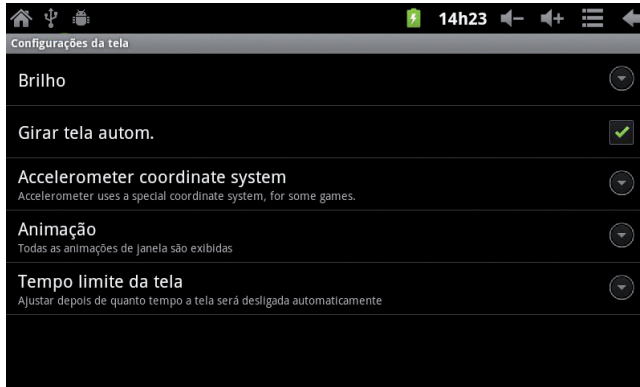 14h23
Configurações da tela
Brilho
Girar tela autom.
Accelerometer coordinate system
Accelerometer uses a special coordinate system, for some games.
Animação
Todas as animações de janela são exibidas
Tempo limite da tela
Ajustar depois de quanto tempo a tela será desligada automaticamente